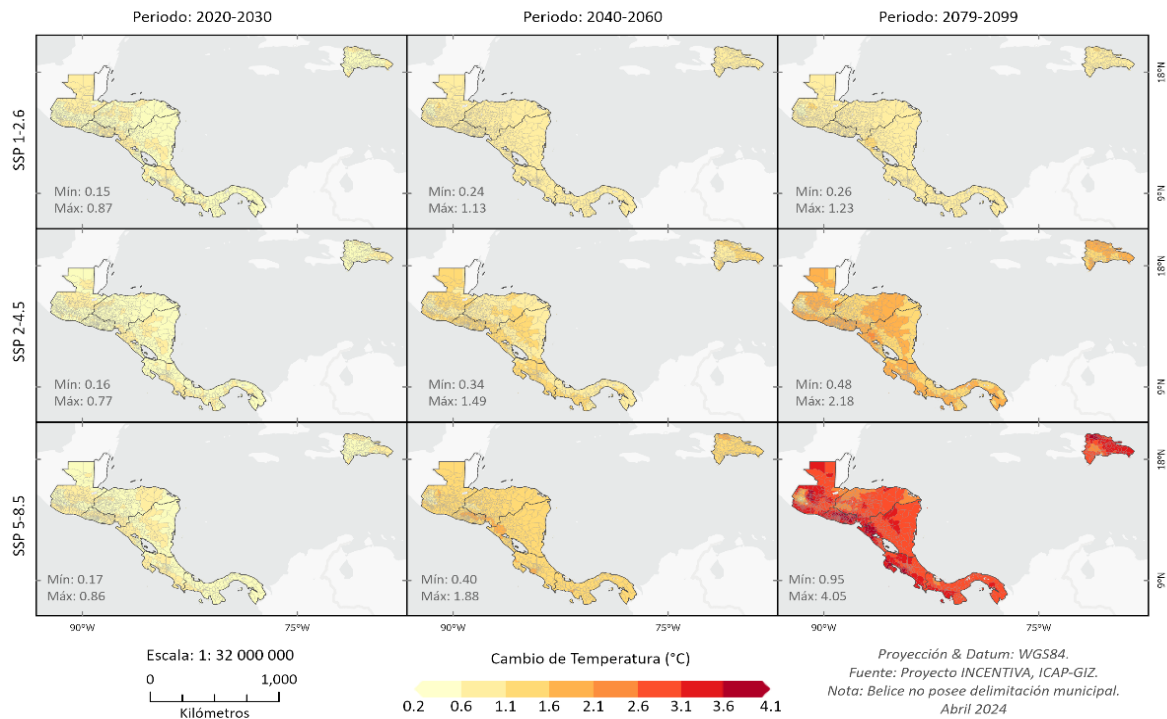 Periodo: 2020-2030
Periodo: 2040-2060
Periodo: 2079-2099
SSP 1-2.6
Mín: 0.15
Máx: 0.87
Mín: 0.24
Máx: 1.13
Mín: 0.26
Máx: 1.23
18°N
9°N
SSP 2-4.5
Mín: 0.16
Máx: 0.77
Mín: 0.34
Máx: 1.49
Mín: 0.48
Máx: 2.18
18°N
9°N
SSP 5-8.5
Mín: 0.17
Máx: 0.86
Mín: 0.40
Máx: 1.88
Mín: 0.95
Máx: 4.05
18°N
9°N
90°W 75°W 90°W 75°W 90°W 75°W
Escala: 1: 32 000 000
0 1,000
Kilómetros
Cambio de Temperatura (°C)
0.2 0.6 1.1 1.6 2.1 2.6 3.1 3.6 4.1
Proyección & Datum: WGS84.
Fuente: Proyecto INCENTIVA, ICAP-GIZ.
Nota: Belice no posee delimitación municipal.
Abril 2024